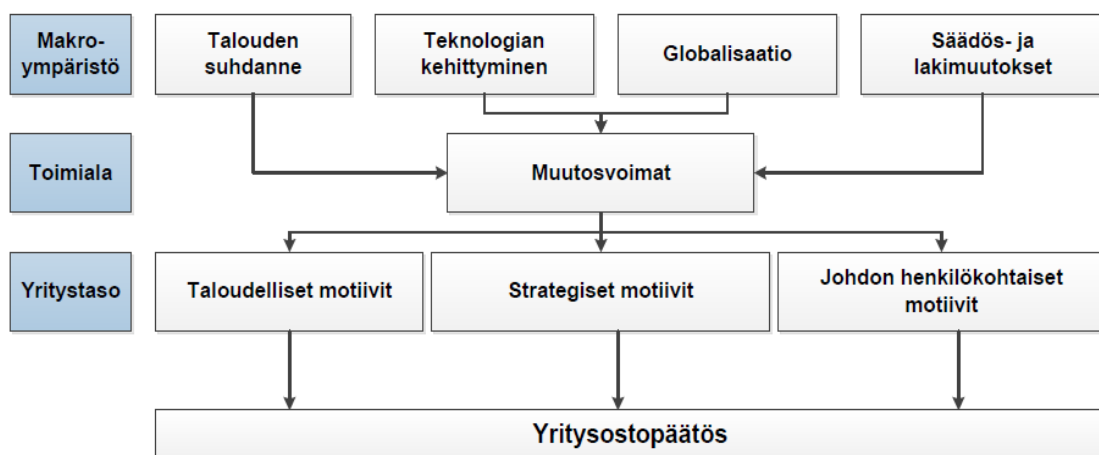 Makro-
ympäristö
Talouden
suhdanne
Teknologian
kehittyminen
Globalisaatio
Säädös- ja
lakimuutokset
Toimiala
Muutosvoimat
Yritystaso
Taloudelliset motiivit
Strategiset motiivit
Johdon henkilökohtaiset
motiivit
Yritysostopäätös